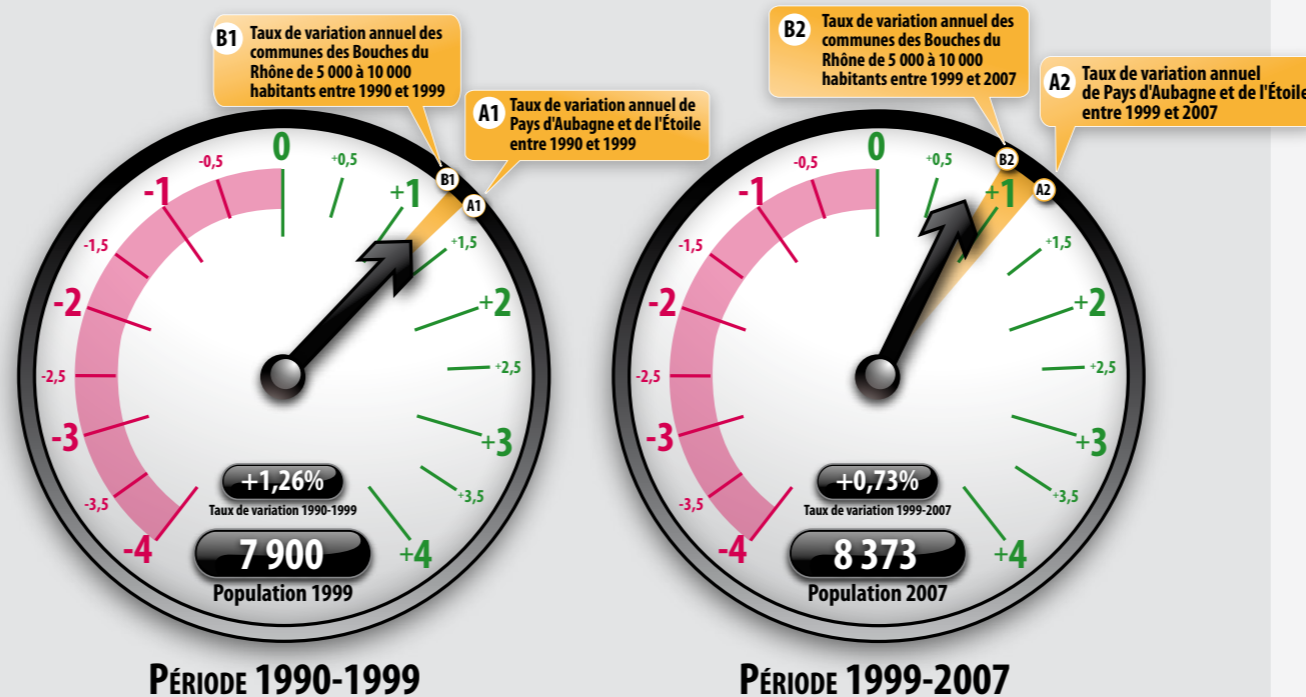 B1
Taux de variation annuel des
communes des Bouches du
Rhône de 5 000 à 10 000
habitants entre 1990 et 1999
A1
Taux de variation annuel de
Pays d'Aubagne et de l'Étoile
entre 1990 et 1999
B1
A1
0
-0,5
+0,5
-1
+1
-1,5
+1,5
-2
+2
-2,5
+2,5
-3
+3
-3,5
+3,5
-4
+4
+1,26%
Taux de variation 1990-1999
7 900
Population 1999
PÉRIODE 1990-1999
B2
Taux de variation annuel des
communes des Bouches du
Rhône de 5 000 à 10 000
habitants entre 1999 et 2007
A2
Taux de variation annuel
de Pays d'Aubagne et de l'Étoile
entre 1999 et 2007
B2
A2
0
-0,5
+0,5
-1
+1
-1,5
+1,5
-2
+2
-2,5
+2,5
-3
+3
-3,5
+3,5
-4
+4
+0,73%
Taux de variation 1999-2007
8 373
Population 2007
PÉRIODE 1999-2007